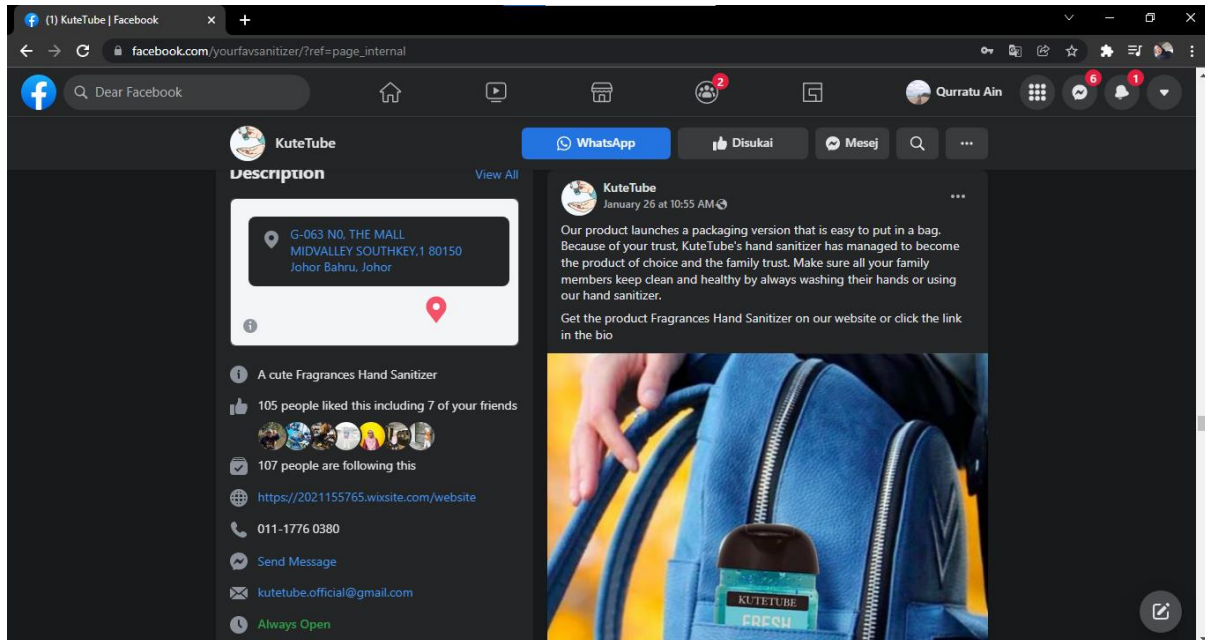 (1) KuteTube | Facebook
facebook.com/yourfavsanitizer/?ref=page_internal
Dear Facebook
2
Qurratu Ain
6
1
KuteTube
WhatsApp
Disukai
Mesej
Description
View All
G-063 N0, THE MALL
MIDVALLEY SOUTHKEY,1 80150
Johor Bahru, Johor
A cute Fragrances Hand Sanitizer
105 people liked this including 7 of your friends
107 people are following this
https://2021155765.wixsite.com/website
011-1776 0380
Send Message
kutetube.official@gmail.com
Always Open
KuteTube
January 26 at 10:55 AM
Our product launches a packaging version that is easy to put in a bag.
Because of your trust, KuteTube's hand sanitizer has managed to become
the product of choice and the family trust. Make sure all your family
members keep clean and healthy by always washing their hands or using
our hand sanitizer.
Get the product Fragrances Hand Sanitizer on our website or click the link
in the bio
KUTETUBE
FRESH